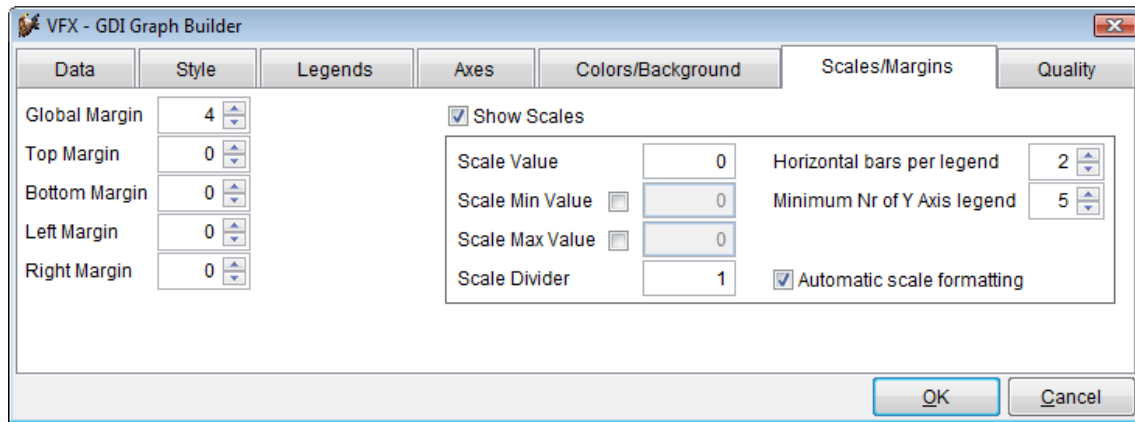 VFX - GDI Graph Builder
Data Style Legends Axes Colors/Background Scales/Margins Quality
Global Margin 4
Top Margin 0
Bottom Margin 0
Left Margin 0
Right Margin 0
Show Scales
Scale Value 0 Horizontal bars per legend 2
Scale Min Value 0 Minimum Nr of Y Axis legend 5
Scale Max Value 0
Scale Divider 1 Automatic scale formatting
OK Cancel